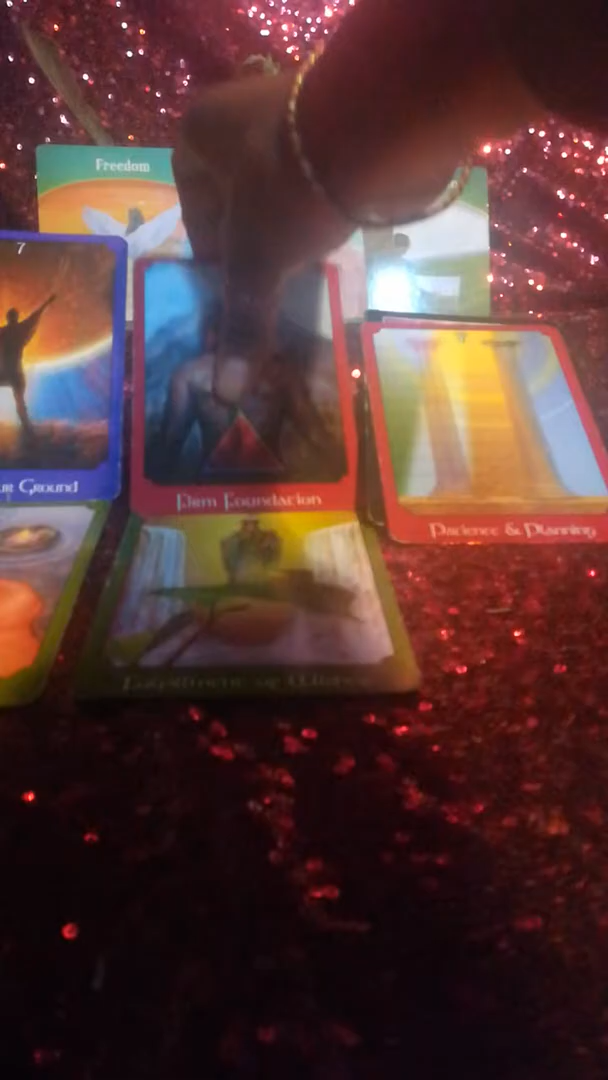 Freedom
7
ur Ground
Firm Foundation
Patience & Planning